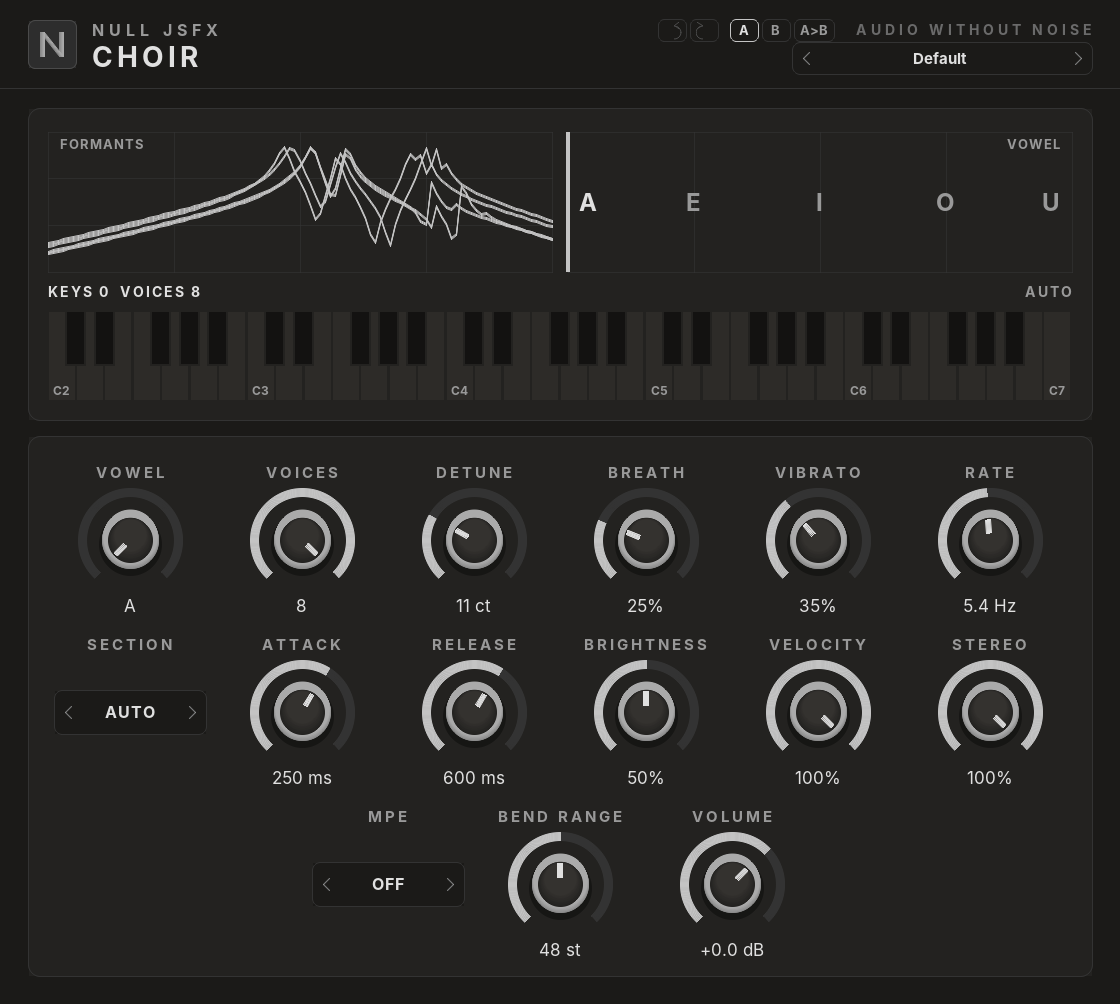 N NULL JSFX
CHOIR
A B A>B AUDIO WITHOUT NOISE
Default
FORMANTS VOWEL
A E I O U
KEYS 0 VOICES 8 AUTO
C2 C3 C4 C5 C6 C7
VOWEL VOICES DETUNE BREATH VIBRATO RATE
A 8 11 ct 25% 35% 5.4 Hz
SECTION ATTACK RELEASE BRIGHTNESS VELOCITY STEREO
AUTO
250 ms 600 ms 50% 100% 100%
MPE BEND RANGE VOLUME
OFF
48 st +0.0 dB